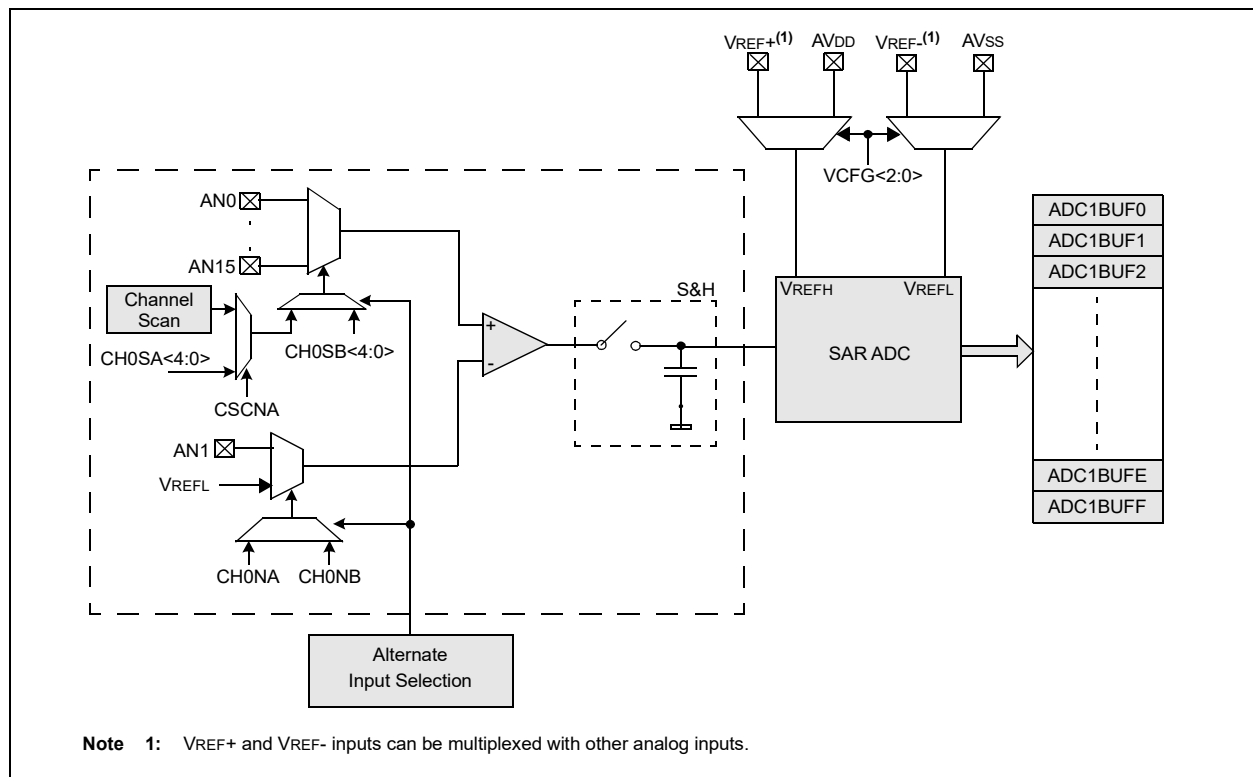 VREF+(1) AVDD VREF-(1) AVSS
VCFG<2:0>
AN0
AN15
Channel
Scan
CH0SA<4:0>
CSCNA
CH0SB<4:0>
AN1
VREFL
CH0NA CH0NB
+
-
S&H
VREFH VREFL
SAR ADC
ADC1BUF0
ADC1BUF1
ADC1BUF2
ADC1BUFE
ADC1BUFF
Alternate
Input Selection
Note 1: VREF+ and VREF- inputs can be multiplexed with other analog inputs.